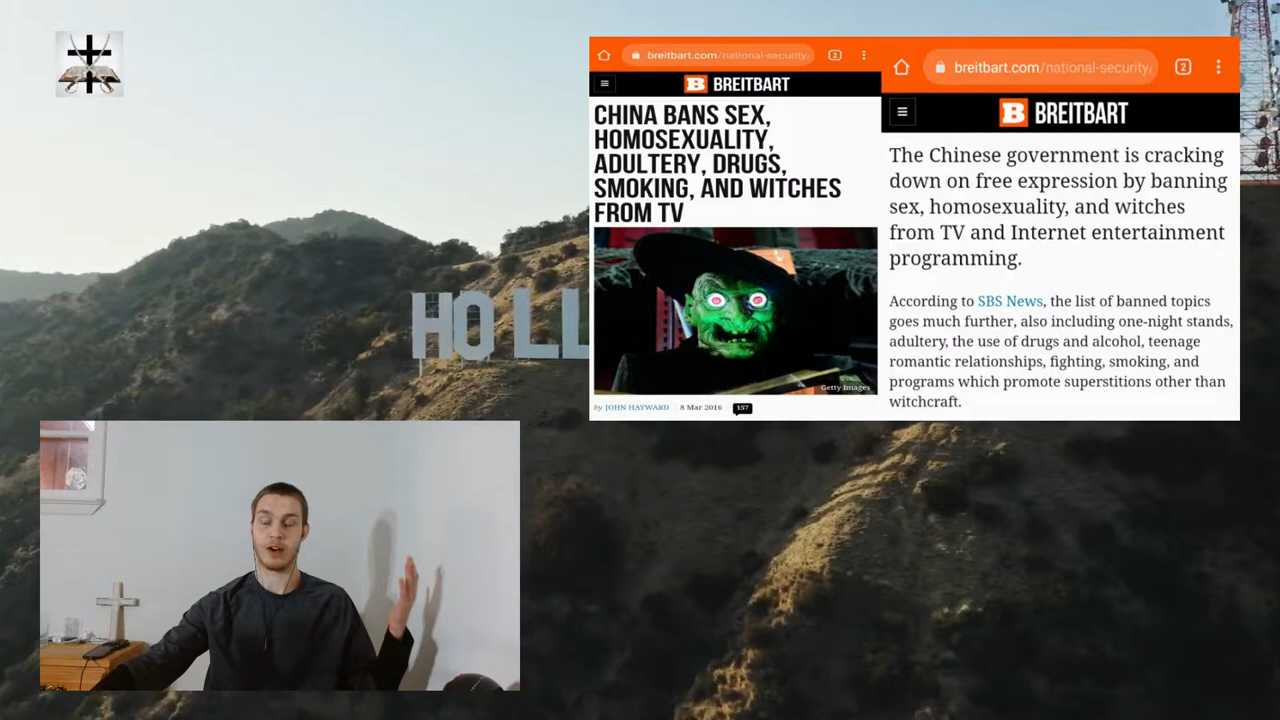 HOLL
breitbart.com/national-security/
2
BREITBART
CHINA BANS SEX,
HOMOSEXUALITY,
ADULTERY, DRUGS,
SMOKING, AND WITCHES
FROM TV
Getty Images
by JOHN HAYWARD 8 Mar 2016 157
breitbart.com/national-security/
2
BREITBART
The Chinese government is cracking
down on free expression by banning
sex, homosexuality, and witches
from TV and Internet entertainment
programming.
According to SBS News, the list of banned topics
goes much further, also including one-night stands,
adultery, the use of drugs and alcohol, teenage
romantic relationships, fighting, smoking, and
programs which promote superstitions other than
witchcraft.